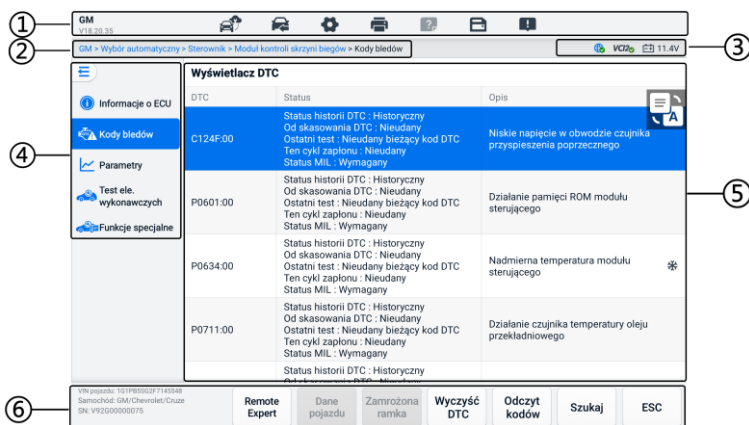 1
GM
V18.20.35
2
GM > Wybór automatyczny > Sterownik > Moduł kontroli skrzyni biegów > Kody bledów
VCI2
11.4V
3
4
Informacje o ECU
Kody bledów
Parametry
Test ele.
wykonawczych
Funkcje specjalne
Wyświetlacz DTC
DTC Status Opis
A
C124F:00
Status historii DTC : Historyczny
Od skasowania DTC : Nieudany
Ostatni test : Nieudany bieżący kod DTC
Ten cykl zapłonu : Nieudany
Status MIL : Wymagany
Niskie napięcie w obwodzie czujnika
przyspieszenia poprzecznego
P0601:00
Status historii DTC : Historyczny
Od skasowania DTC : Nieudany
Ostatni test : Nieudany bieżący kod DTC
Ten cykl zapłonu : Nieudany
Status MIL : Wymagany
Działanie pamięci ROM modułu
sterującego
5
P0634:00
Status historii DTC : Historyczny
Od skasowania DTC : Nieudany
Ostatni test : Nieudany bieżący kod DTC
Ten cykl zapłonu : Nieudany
Status MIL : Wymagany
Nadmierna temperatura modułu
sterującego
P0711:00
Status historii DTC : Historyczny
Od skasowania DTC : Nieudany
Ostatni test : Nieudany bieżący kod DTC
Ten cykl zapłonu : Nieudany
Status MIL : Wymagany
Działanie czujnika temperatury oleju
przekładniowego
Status historii DTC : Historyczny
6
VIN pojazdu: 1G1PB5SG2F7145548
Samochód: GM/Chevrolet/Cruze
SN: V92G00000075
Remote
Expert
Dane
pojazdu
Zamrożona
ramka
Wyczyść
DTC
Odczyt
kodów
Szukaj
ESC